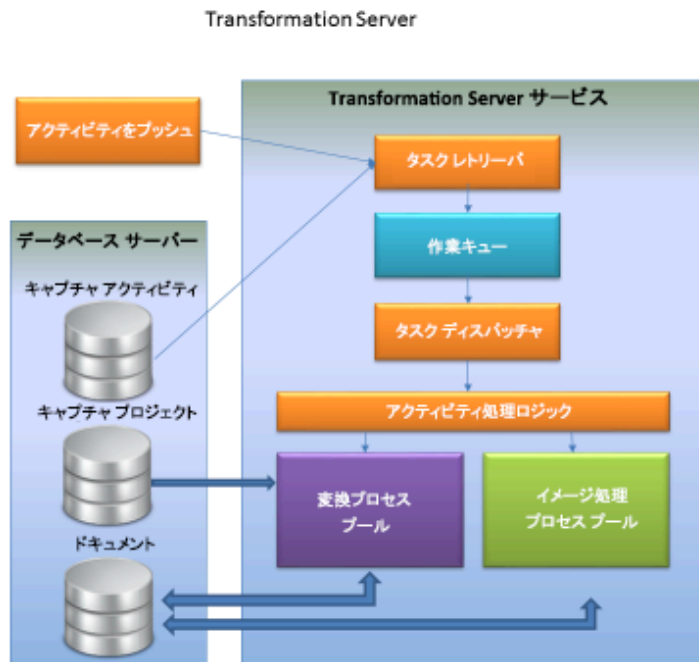 Transformation Server
Transformation Server サービス
アクティビティをプッシュ
タスク レトリーバ
データベース サーバー
作業キュー
キャプチャ アクティビティ
タスク ディスパッチャ
キャプチャ プロジェクト
アクティビティ処理ロジック
変換プロセス
プール
イメージ処理
プロセス プール
ドキュメント